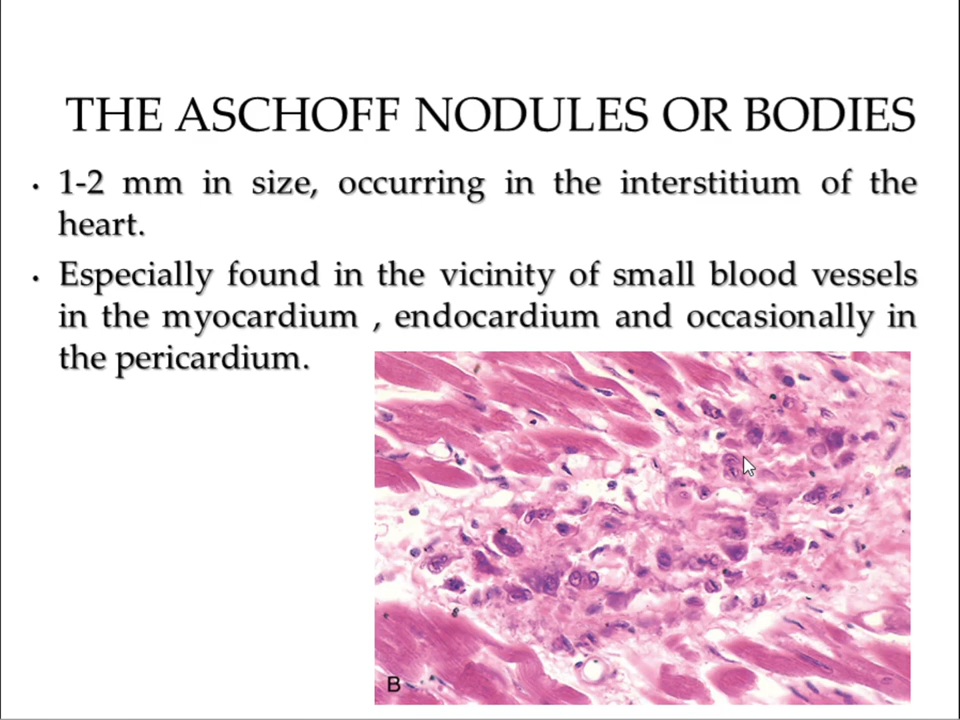 THE ASCHOFF NODULES OR BODIES
• 1-2 mm in size, occurring in the interstitium of the
heart.
• Especially found in the vicinity of small blood vessels
in the myocardium , endocardium and occasionally in
the pericardium.
B